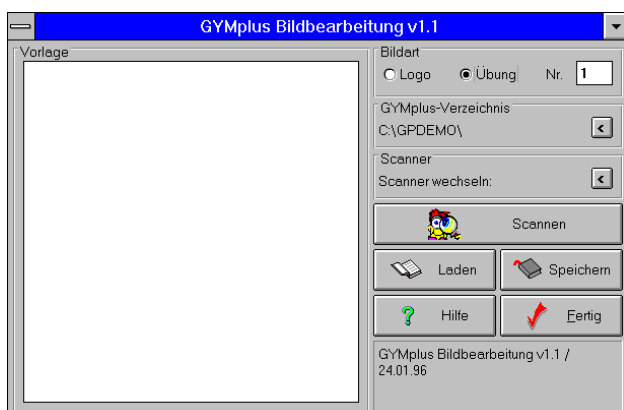 GYMplus Bildbearbeitung v1.1
Vorlage
Bildart
Logo Übung Nr. 1
GYMplus-Verzeichnis
C:\GPDEMO\ <
Scanner
Scanner wechseln: <
Scannen
Laden Speichern
? Hilfe Fertig
GYMplus Bildbearbeitung v1.1 /
24.01.96